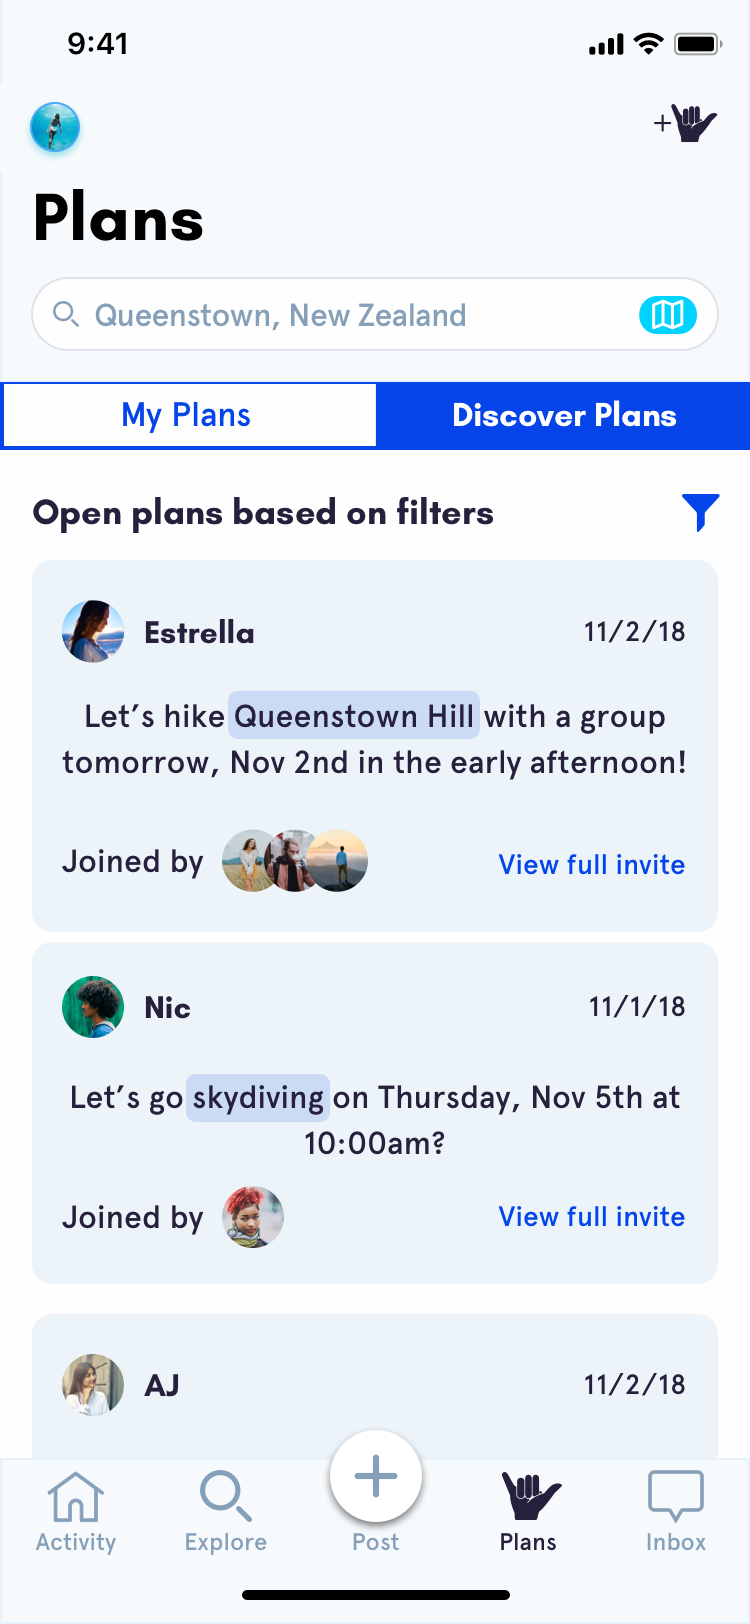 9:41
+
Plans
Queenstown, New Zealand
My Plans Discover Plans
Open plans based on filters
Estrella 11/2/18
Let’s hike Queenstown Hill with a group
tomorrow, Nov 2nd in the early afternoon!
Joined by View full invite
Nic 11/1/18
Let’s go skydiving on Thursday, Nov 5th at
10:00am?
Joined by View full invite
AJ 11/2/18
Activity Explore Post Plans Inbox